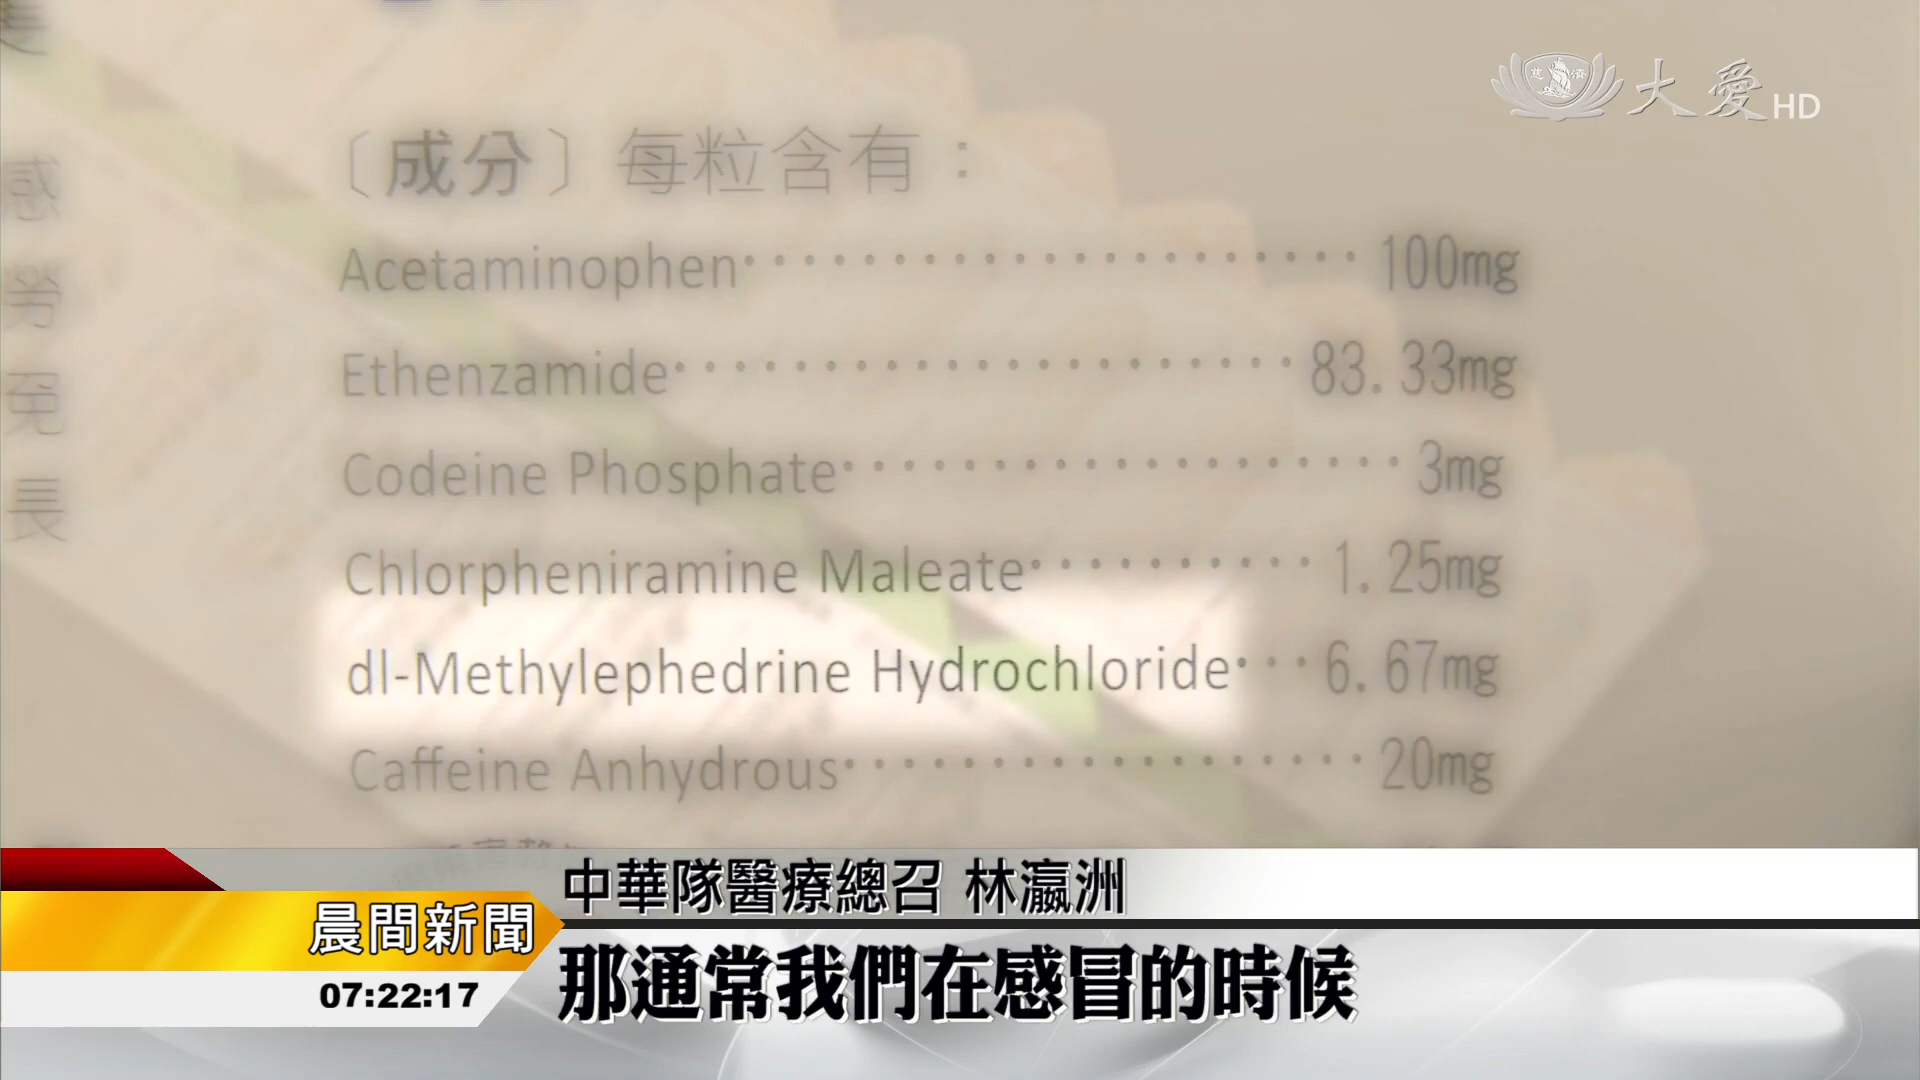 大愛HD
〔成分〕每粒含有：
Acetaminophen 100mg
Ethenzamide 83.33mg
Codeine Phosphate 3mg
Chlorpheniramine Maleate 1.25mg
dl-Methylephedrine Hydrochloride 6.67mg
Caffeine Anhydrous 20mg
中華隊醫療總召 林瀛洲
晨間新聞
07:22:17
那通常我們在感冒的時候